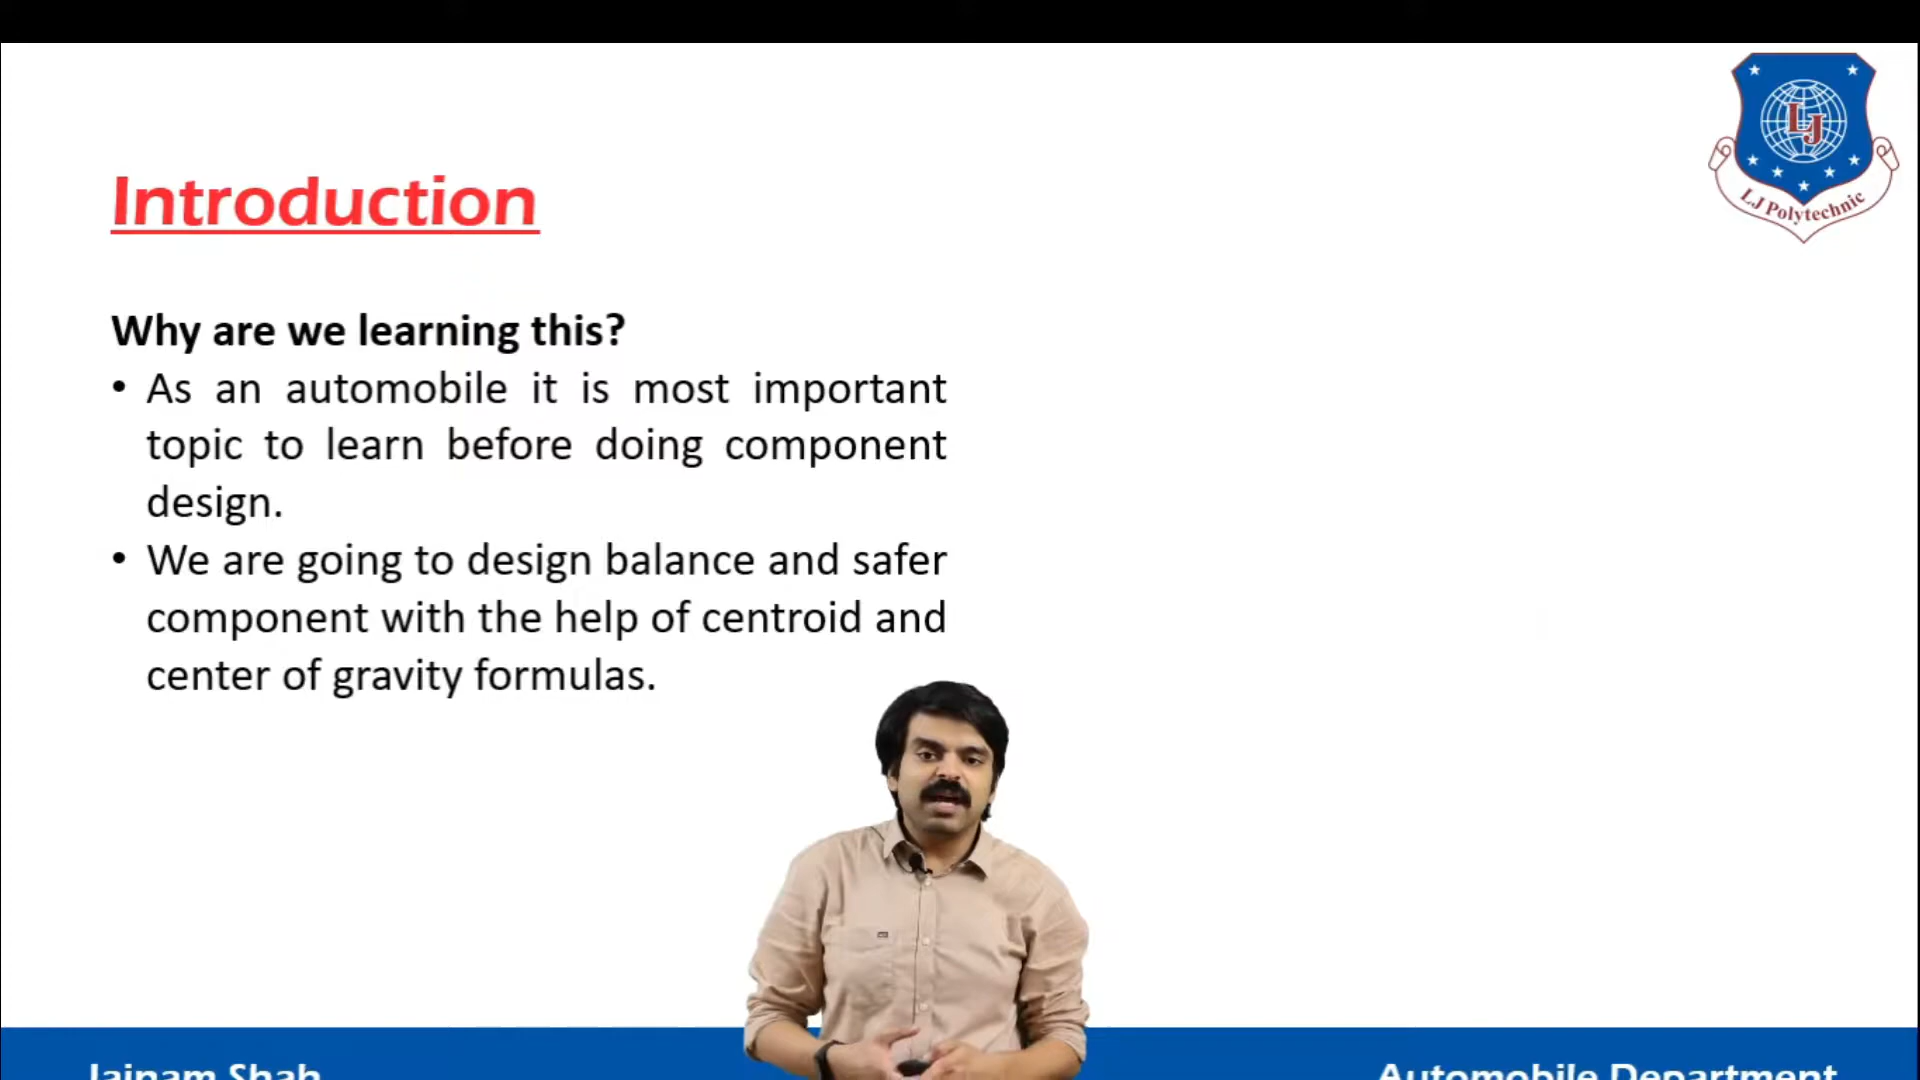 LJ
LJ Polytechnic
Introduction
Why are we learning this?
• As an automobile it is most important
topic to learn before doing component
design.
• We are going to design balance and safer
component with the help of centroid and
center of gravity formulas.
Jainam Shah
Automobile Department